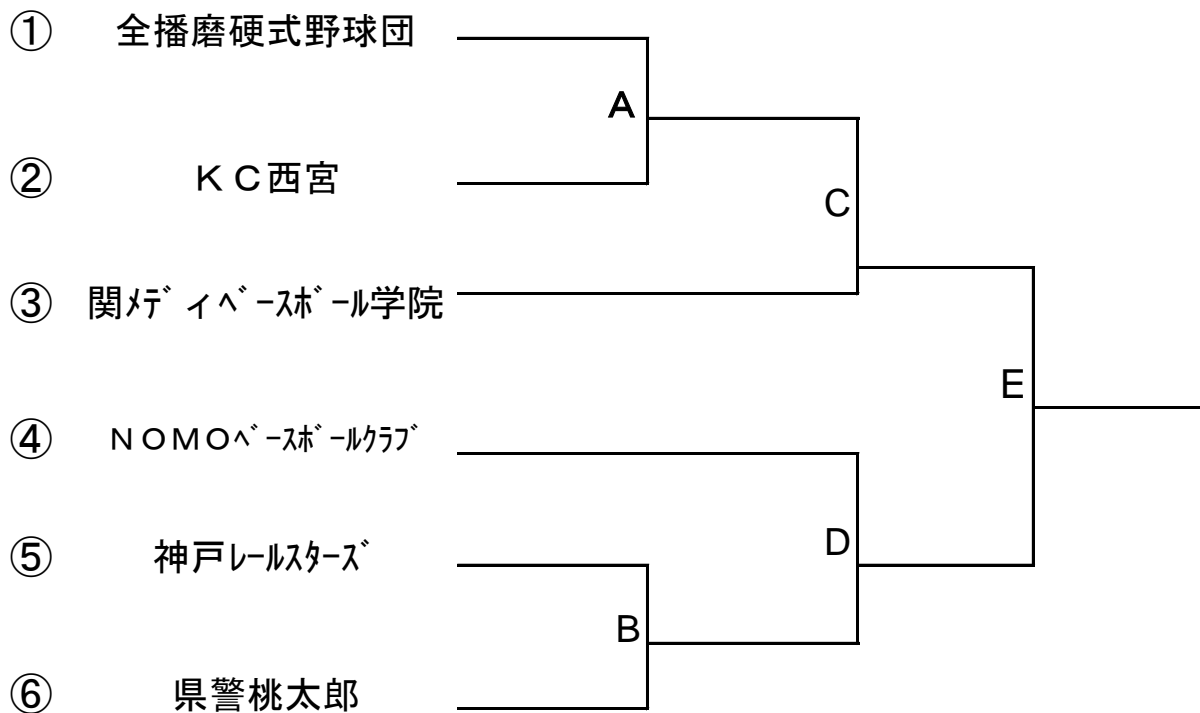 ① 全播磨硬式野球団
A
② ＫＣ西宮
C
③ 関ﾒﾃﾞィﾍﾞｰｽﾎﾞｰﾙ学院
E
④ ＮＯＭＯﾍﾞｰｽﾎﾞｰﾙｸﾗﾌﾞ
D
⑤ 神戸ﾚｰﾙｽﾀｰｽﾞ
B
⑥ 県警桃太郎